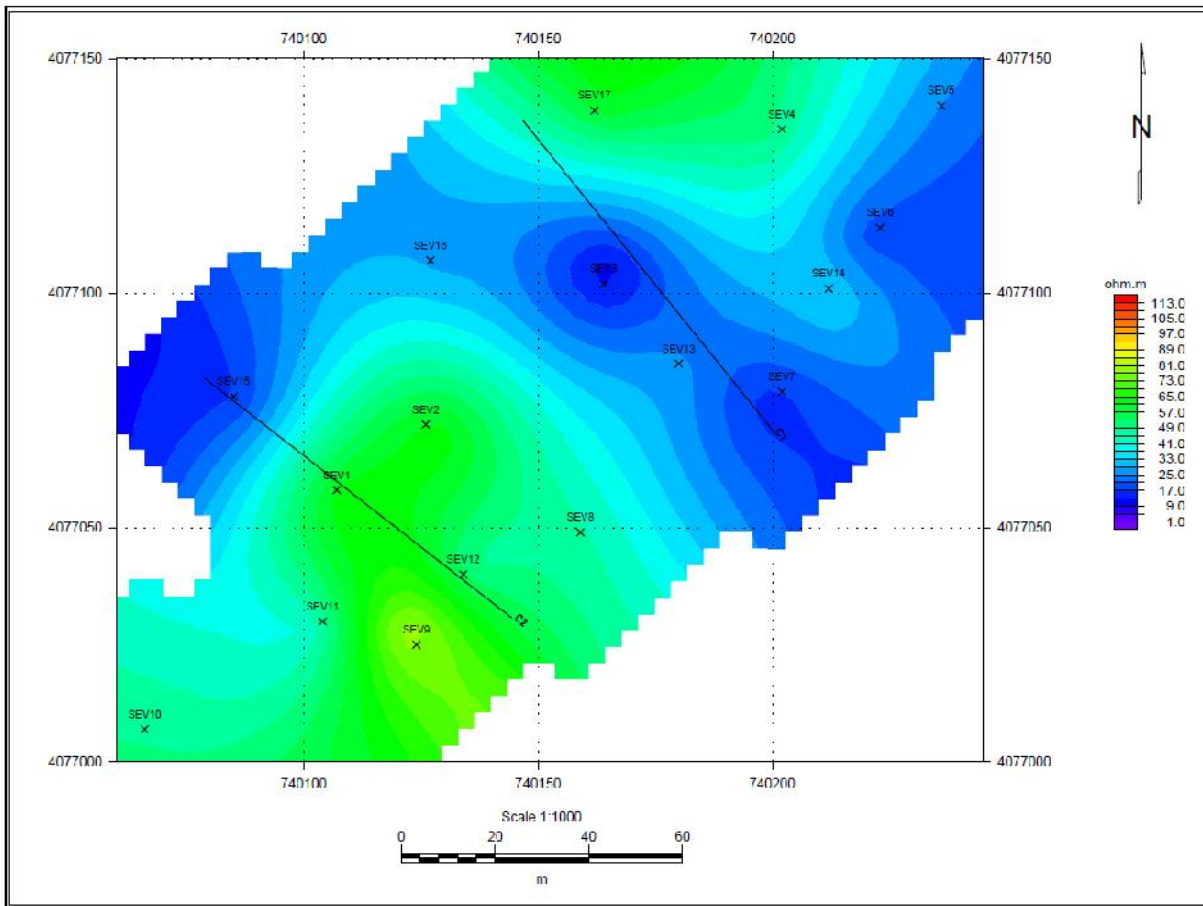 740100 740150 740200
4077150 4077150
SEV17 SEV5
SEV4
N
SEV6
SEV16
SEV14
4077100 4077100
ohm.m
113.0
105.0
97.0
89.0
81.0
73.0
65.0
57.0
49.0
41.0
33.0
25.0
17.0
9.0
1.0
SEV13
SEV15 SEV7
SEV2
C1
SEV1
4077050 4077050
SEV8
SEV12
SEV11 C2
SEV9
SEV10
4077000 4077000
740100 740150 740200
Scale 1:1000
0 20 40 60
m